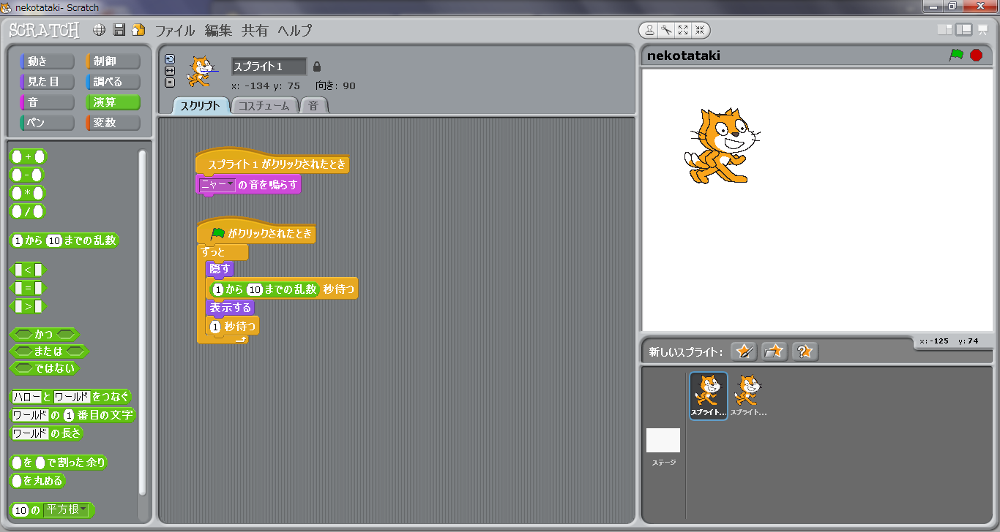 nekotataki- Scratch
SCRATCH ファイル 編集 共有 ヘルプ
動き 制御
見た目 調べる
音 演算
ペン 変数
+
-
*
/
1 から 10 までの乱数
<
=
>
かつ
または
ではない
ハロー と ワールド をつなぐ
ワールド の 1 番目の文字
ワールド の長さ
を で割った余り
を丸める
10 の 平方根
スプライト1
x: -134 y: 75 向き: 90
スクリプト コスチューム 音
スプライト1 がクリックされたとき
ニャー の音を鳴らす
がクリックされたとき
ずっと
隠す
1 から 10 までの乱数 秒待つ
表示する
1 秒待つ
nekotataki
x: -125 y: 74
新しいスプライト:
スプライト... スプライト...
ステージ